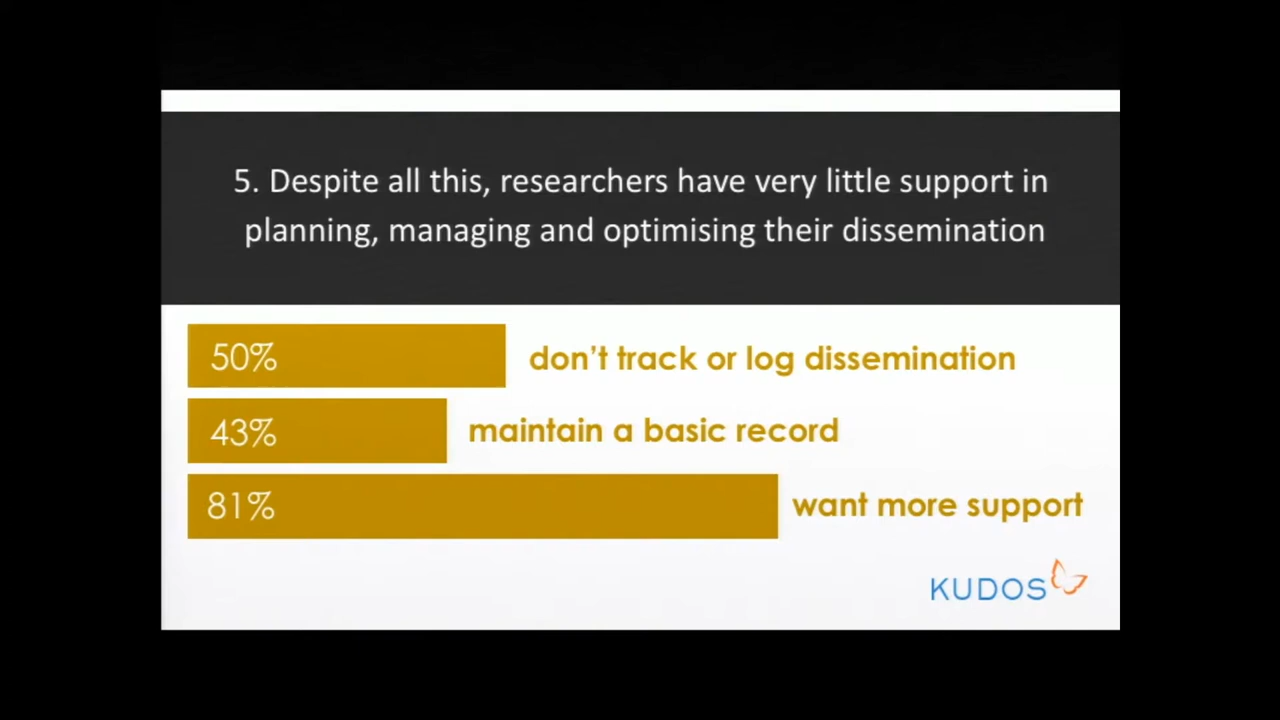 5. Despite all this, researchers have very little support in
planning, managing and optimising their dissemination
50% don't track or log dissemination
43% maintain a basic record
81% want more support
KUDOS